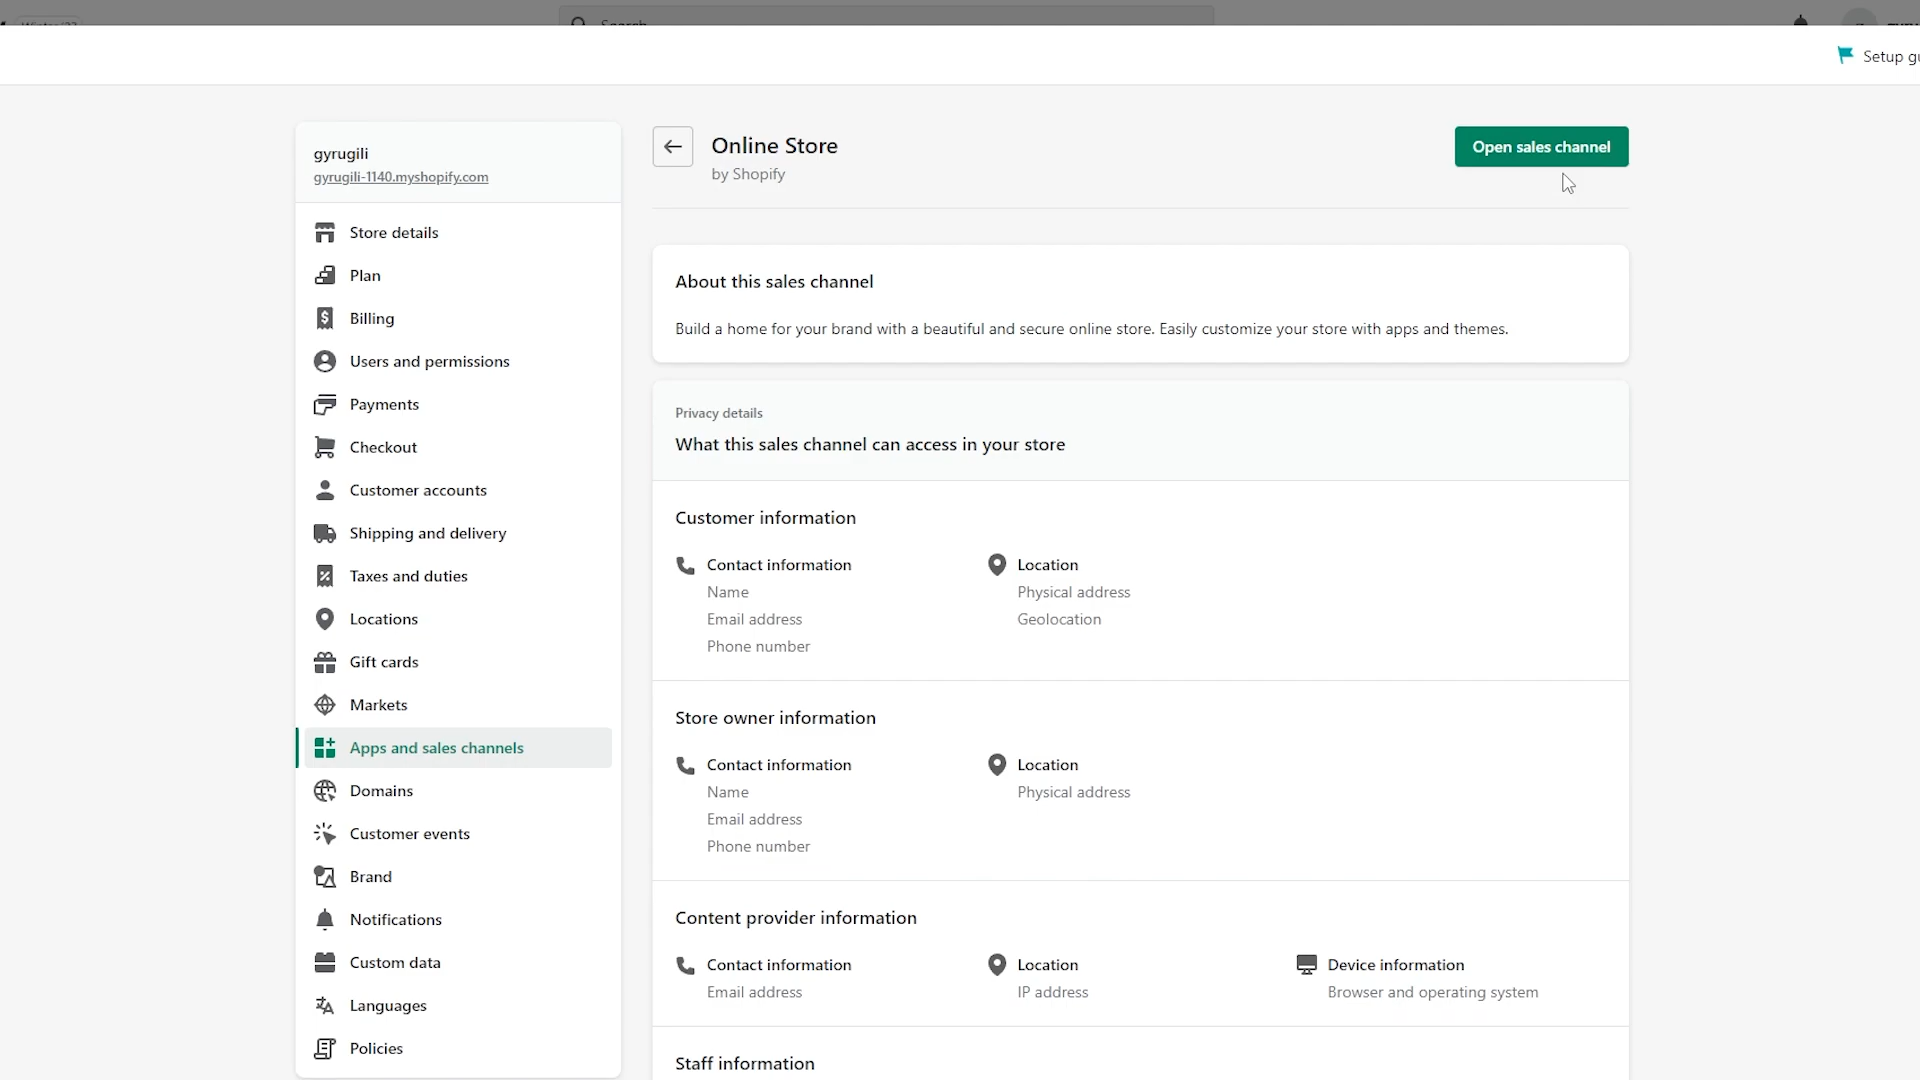 Search
Setup
gyrugili
gyrugili-1140.myshopify.com
Store details
Plan
Billing
Users and permissions
Payments
Checkout
Customer accounts
Shipping and delivery
Taxes and duties
Locations
Gift cards
Markets
Apps and sales channels
Domains
Customer events
Brand
Notifications
Custom data
Languages
Policies
Online Store
by Shopify
Open sales channel
About this sales channel
Build a home for your brand with a beautiful and secure online store. Easily customize your store with apps and themes.
Privacy details
What this sales channel can access in your store
Customer information
Contact information
Name
Email address
Phone number
Location
Physical address
Geolocation
Store owner information
Contact information
Name
Email address
Phone number
Location
Physical address
Content provider information
Contact information
Email address
Location
IP address
Device information
Browser and operating system
Staff information